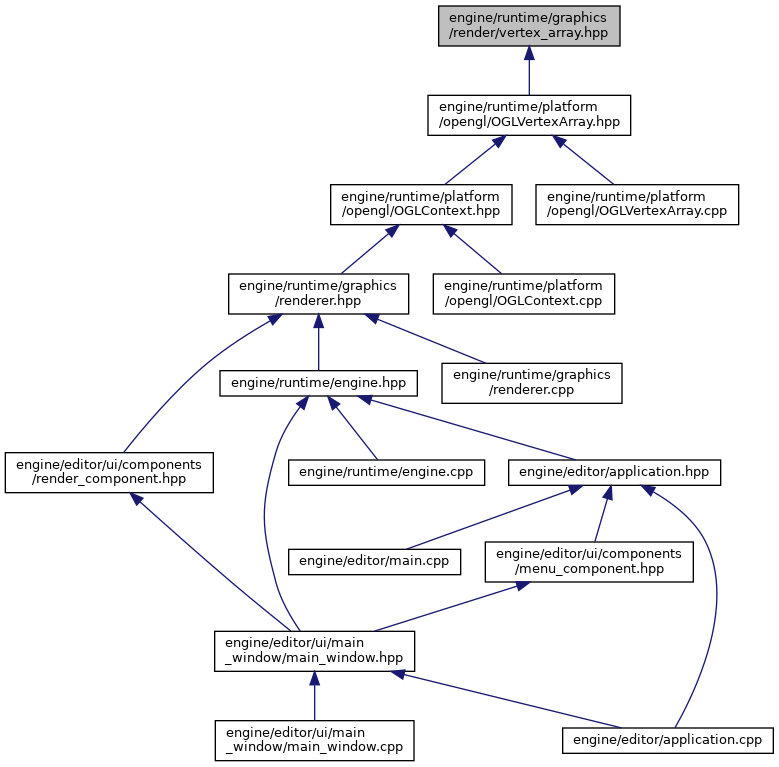 engine/runtime/graphics
/render/vertex_array.hpp
engine/runtime/platform
/opengl/OGLVertexArray.hpp
engine/runtime/platform
/opengl/OGLContext.hpp
engine/runtime/platform
/opengl/OGLVertexArray.cpp
engine/runtime/graphics
/renderer.hpp
engine/runtime/platform
/opengl/OGLContext.cpp
engine/runtime/engine.hpp
engine/runtime/graphics
/renderer.cpp
engine/editor/ui/components
/render_component.hpp
engine/runtime/engine.cpp
engine/editor/application.hpp
engine/editor/main.cpp
engine/editor/ui/components
/menu_component.hpp
engine/editor/ui/main
_window/main_window.hpp
engine/editor/ui/main
_window/main_window.cpp
engine/editor/application.cpp